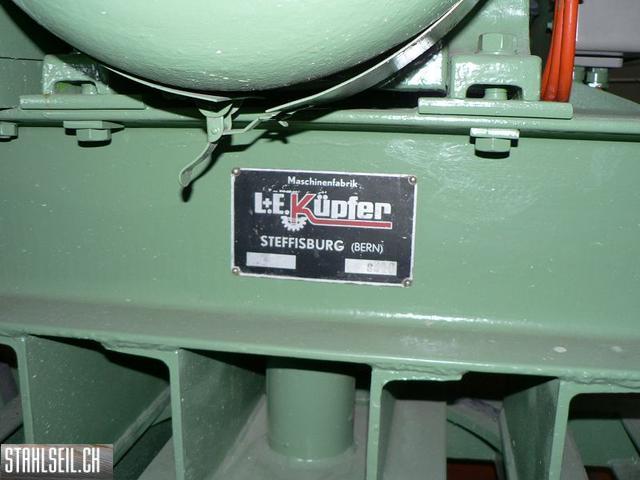 Maschinenfabrik
L+E. Küpfer
STEFFISBURG (BERN)
STAHLSEIL.CH